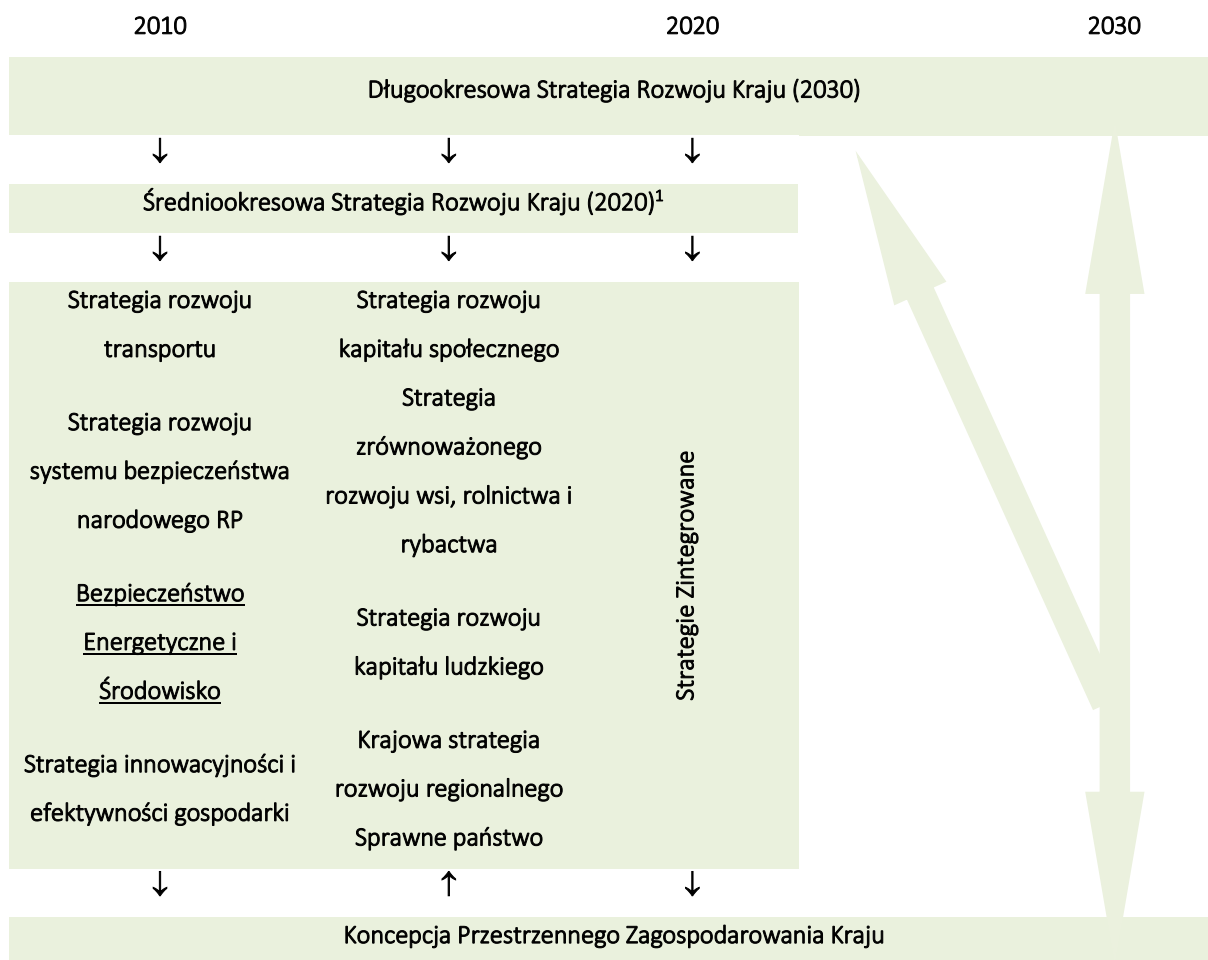 2010 2020 2030
Długookresowa Strategia Rozwoju Kraju (2030)
↓ ↓ ↓
Średniookresowa Strategia Rozwoju Kraju (2020)¹
↓ ↓ ↓
Strategia rozwoju
transportu
Strategia rozwoju
systemu bezpieczeństwa
narodowego RP
Bezpieczeństwo
Energetyczne i
Środowisko
Strategia innowacyjności i
efektywności gospodarki
Strategia rozwoju
kapitału społecznego
Strategia
zrównoważonego
rozwoju wsi, rolnictwa i
rybactwa
Strategia rozwoju
kapitału ludzkiego
Krajowa strategia
rozwoju regionalnego
Sprawne państwo
Strategie Zintegrowane
↓ ↑ ↓
Koncepcja Przestrzennego Zagospodarowania Kraju